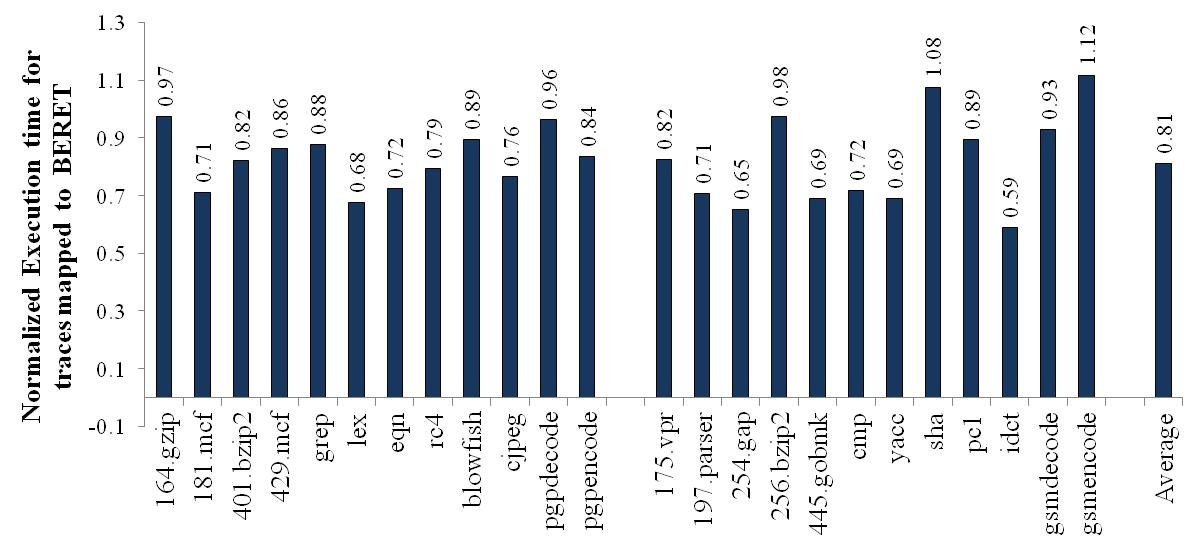 Normalized Execution time for
traces mapped to BERET
1.3
1.1
0.9
0.7
0.5
0.3
0.1
-0.1
0.97
0.71
0.82
0.86
0.88
0.68
0.72
0.79
0.89
0.76
0.96
0.84
0.82
0.71
0.65
0.98
0.69
0.72
0.69
1.08
0.89
0.59
0.93
1.12
0.81
164.gzip
181.mcf
401.bzip2
429.mcf
grep
lex
eqn
rc4
blowfish
cjpeg
pgpdecode
pgpencode
175.vpr
197.parser
254.gap
256.bzip2
445.gobmk
cmp
yacc
sha
pc1
idct
gsmdecode
gsmencode
Average